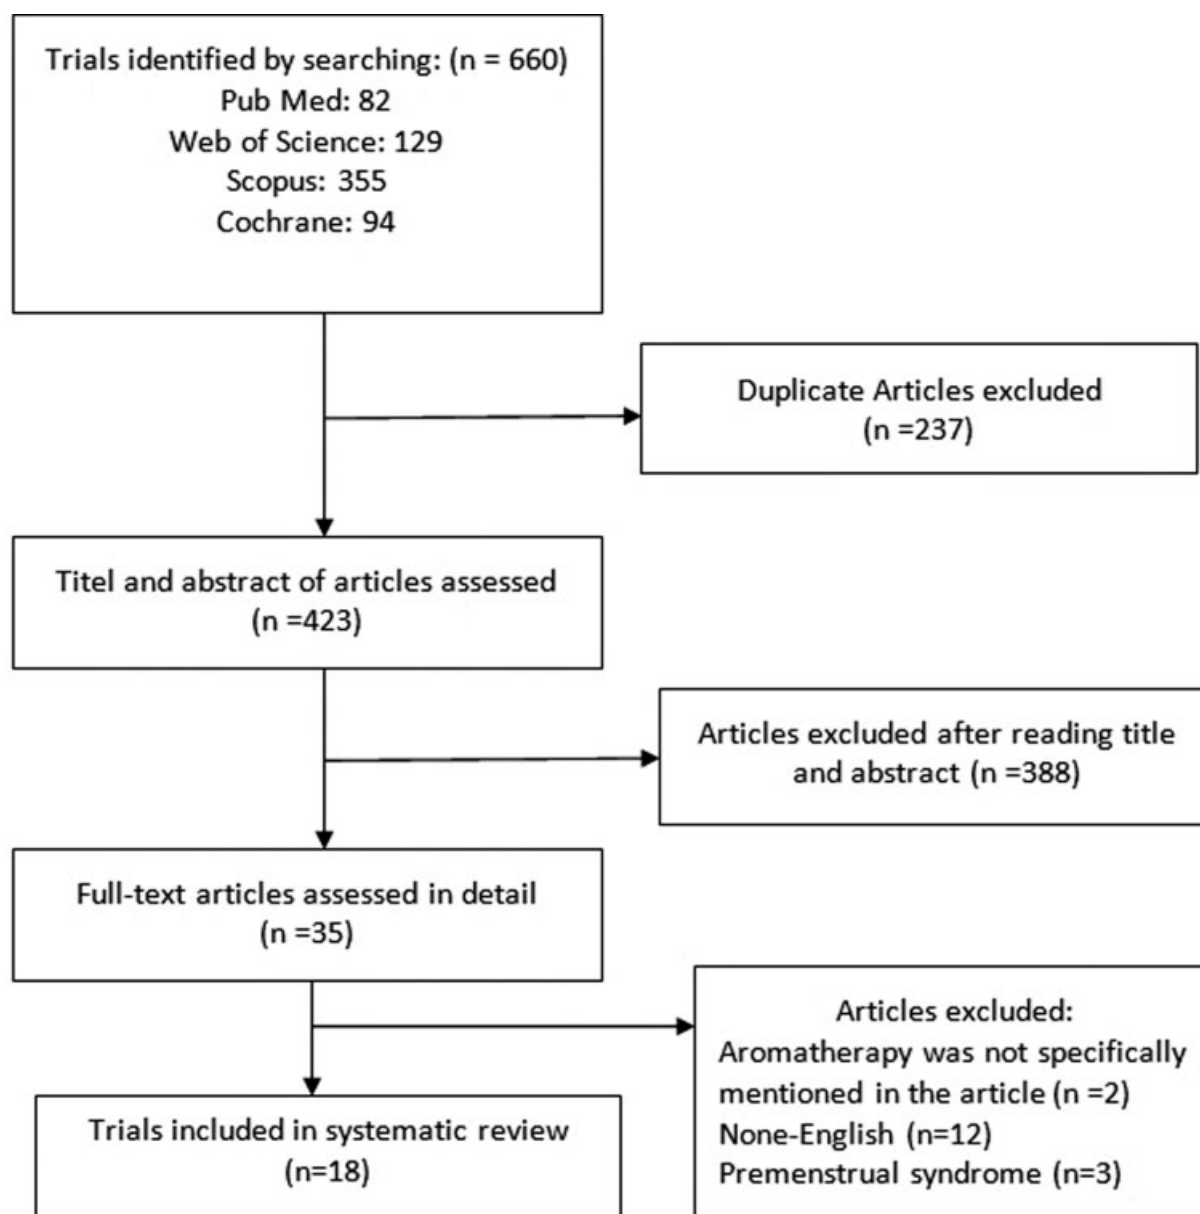 Trials identified by searching: (n = 660)
Pub Med: 82
Web of Science: 129
Scopus: 355
Cochrane: 94
Duplicate Articles excluded
(n =237)
Titel and abstract of articles assessed
(n =423)
Articles excluded after reading title
and abstract (n =388)
Full-text articles assessed in detail
(n =35)
Articles excluded:
Aromatherapy was not specifically
mentioned in the article (n =2)
None-English (n=12)
Premenstrual syndrome (n=3)
Trials included in systematic review
(n=18)